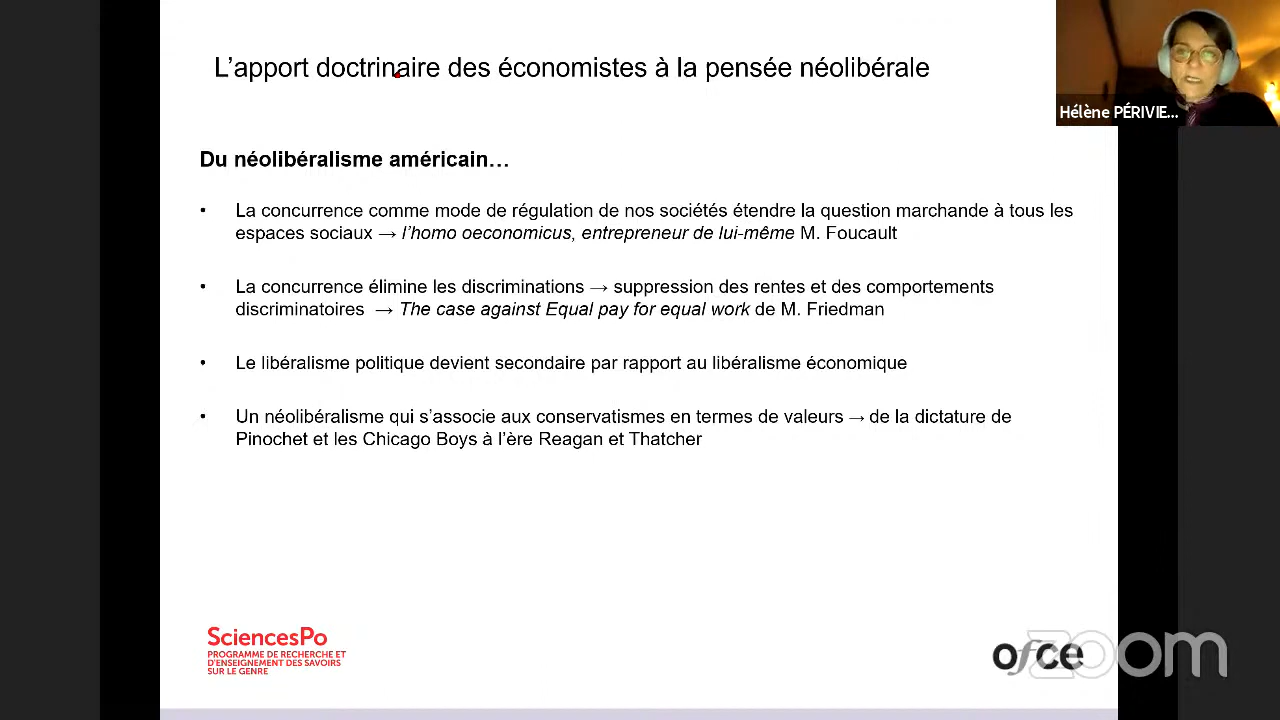 L'apport doctrinaire des économistes à la pensée néolibérale
Hélène PÉRIVIE...
Du néolibéralisme américain…
• La concurrence comme mode de régulation de nos sociétés étendre la question marchande à tous les
espaces sociaux → l'homo oeconomicus, entrepreneur de lui-même M. Foucault
• La concurrence élimine les discriminations → suppression des rentes et des comportements
discriminatoires → The case against Equal pay for equal work de M. Friedman
• Le libéralisme politique devient secondaire par rapport au libéralisme économique
• Un néolibéralisme qui s'associe aux conservatismes en termes de valeurs → de la dictature de
Pinochet et les Chicago Boys à l'ère Reagan et Thatcher
SciencesPo
PROGRAMME DE RECHERCHE ET
D'ENSEIGNEMENT DES SAVOIRS
SUR LE GENRE
ofce
zoom